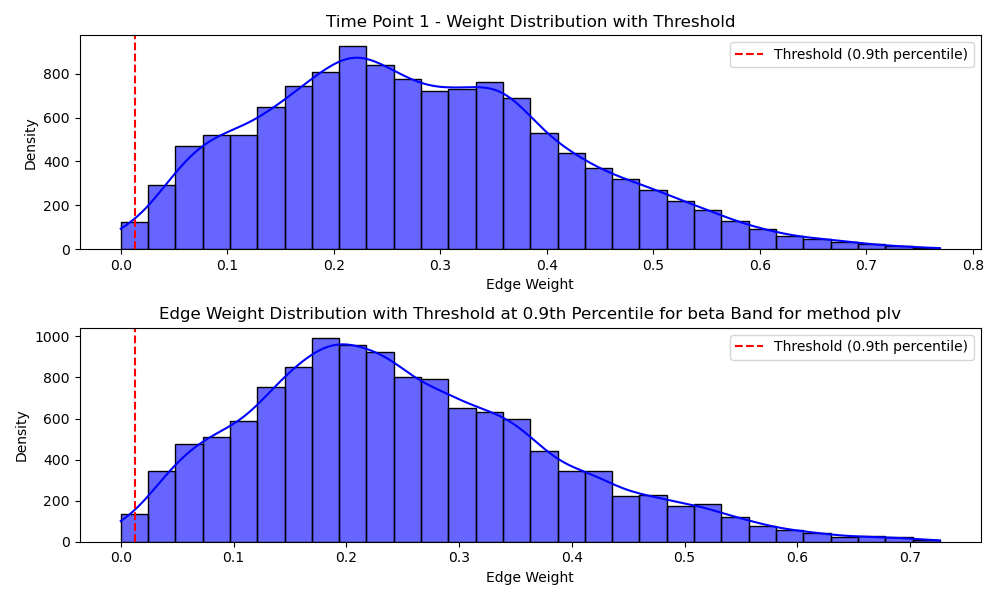 Time Point 1 - Weight Distribution with Threshold
Threshold (0.9th percentile)
Density
800
600
400
200
0
0.0 0.1 0.2 0.3 0.4 0.5 0.6 0.7 0.8
Edge Weight
Edge Weight Distribution with Threshold at 0.9th Percentile for beta Band for method plv
Threshold (0.9th percentile)
Density
1000
800
600
400
200
0
0.0 0.1 0.2 0.3 0.4 0.5 0.6 0.7
Edge Weight